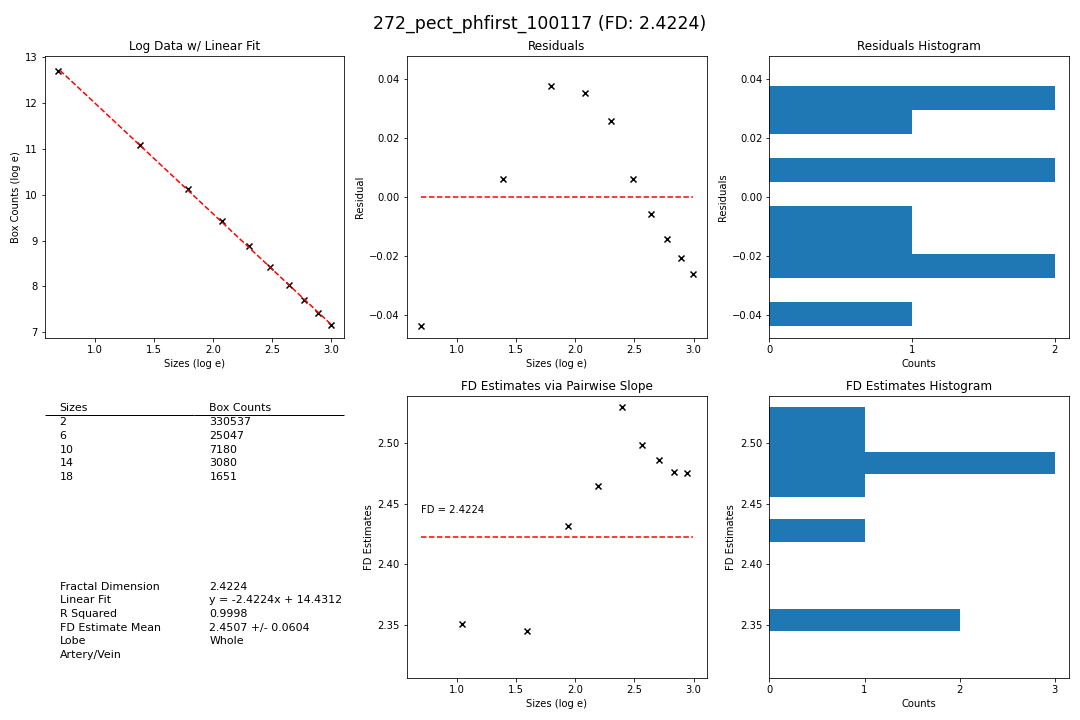 272_pect_phfirst_100117 (FD: 2.4224)
Log Data w/ Linear Fit
13
12
11
10
9
8
7
Box Counts (log e)
1.0 1.5 2.0 2.5 3.0
Sizes (log e)
Residuals
0.04
0.02
0.00
−0.02
−0.04
Residual
1.0 1.5 2.0 2.5 3.0
Sizes (log e)
Residuals Histogram
0.04
0.02
0.00
−0.02
−0.04
Residuals
0 1 2
Counts
Sizes Box Counts
2 330537
6 25047
10 7180
14 3080
18 1651
Fractal Dimension 2.4224
Linear Fit y = -2.4224x + 14.4312
R Squared 0.9998
FD Estimate Mean 2.4507 +/- 0.0604
Lobe Whole
Artery/Vein
FD Estimates via Pairwise Slope
2.50
2.45
2.40
2.35
FD Estimates
FD = 2.4224
1.0 1.5 2.0 2.5 3.0
Sizes (log e)
FD Estimates Histogram
2.50
2.45
2.40
2.35
FD Estimates
0 1 2 3
Counts